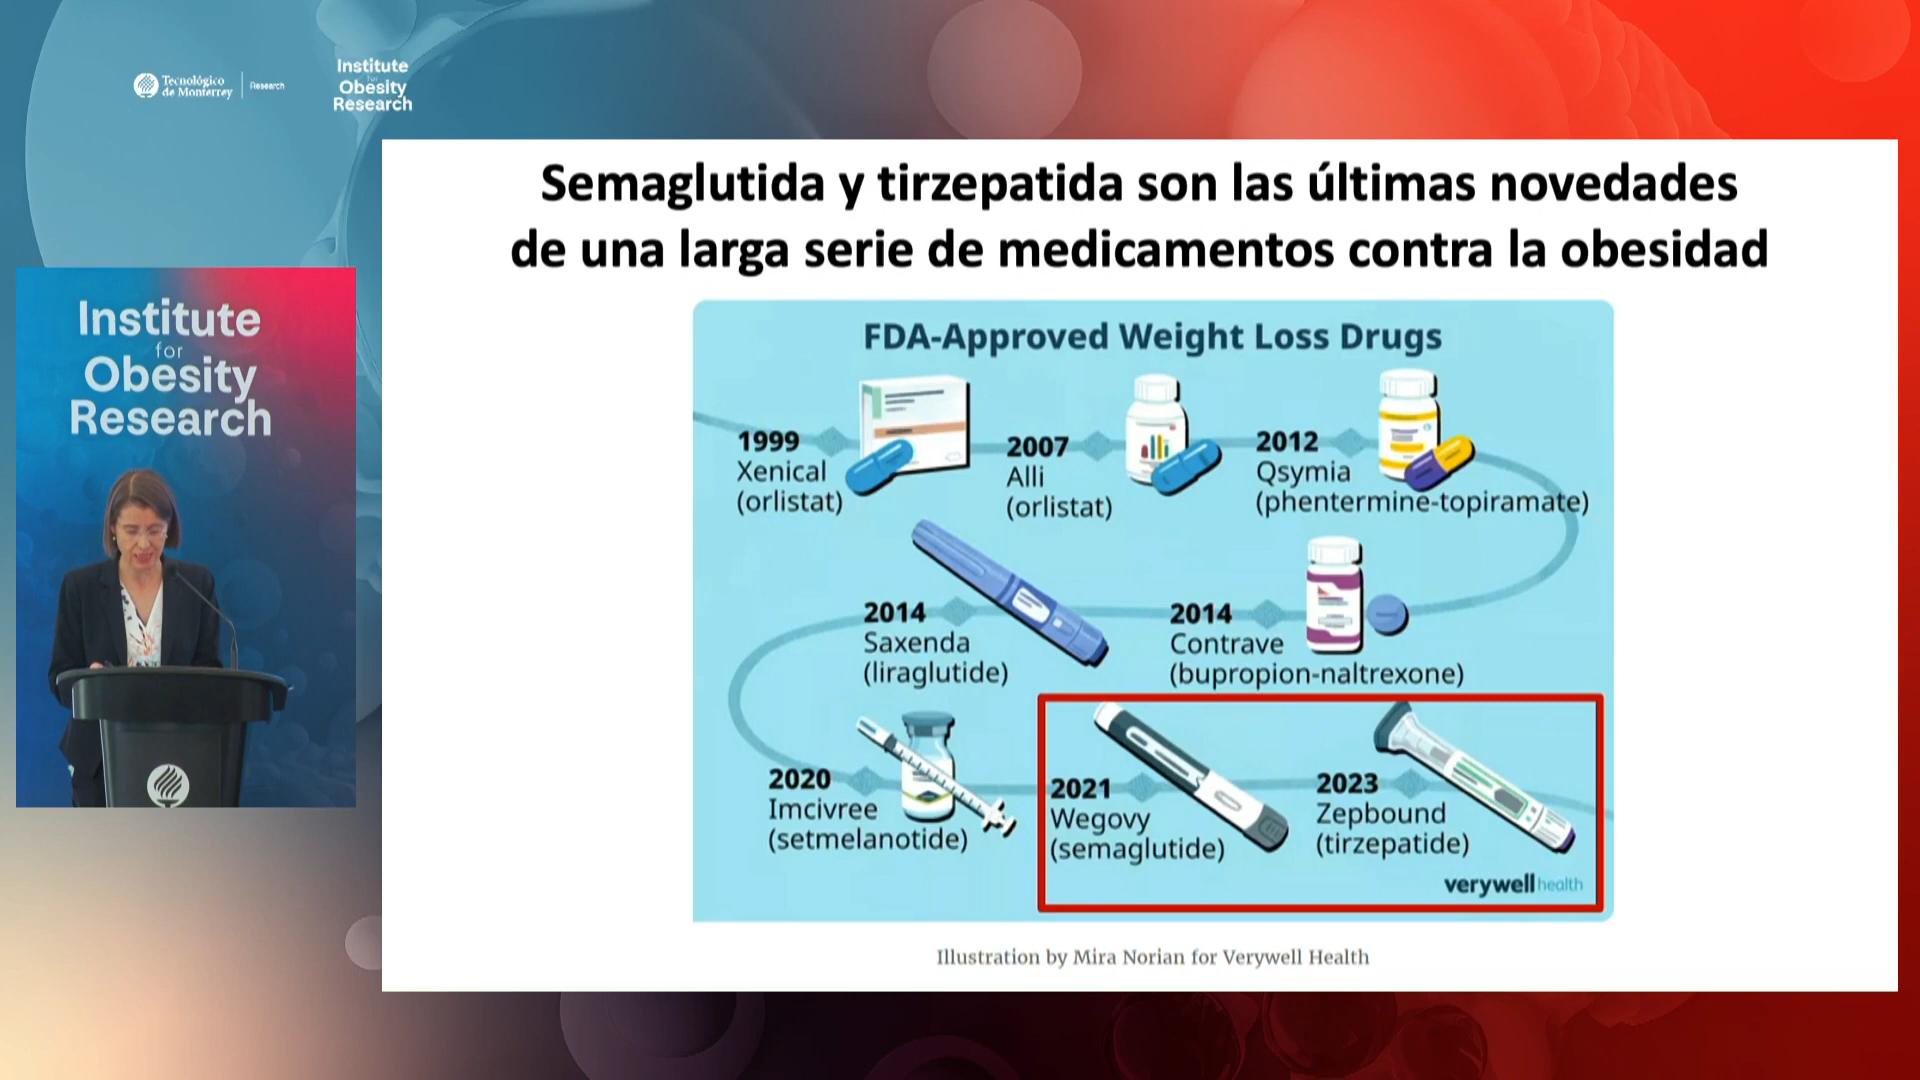 Tecnológico
de Monterrey
Research
Institute
for
Obesity
Research
Semaglutida y tirzepatida son las últimas novedades
de una larga serie de medicamentos contra la obesidad
Institute
for
Obesity
Research
FDA-Approved Weight Loss Drugs
1999
Xenical
(orlistat)
2007
Alli
(orlistat)
2012
Qsymia
(phentermine-topiramate)
2014
Saxenda
(liraglutide)
2014
Contrave
(bupropion-naltrexone)
2020
Imcivree
(setmelanotide)
2021
Wegovy
(semaglutide)
2023
Zepbound
(tirzepatide)
verywell health
Illustration by Mira Norian for Verywell Health